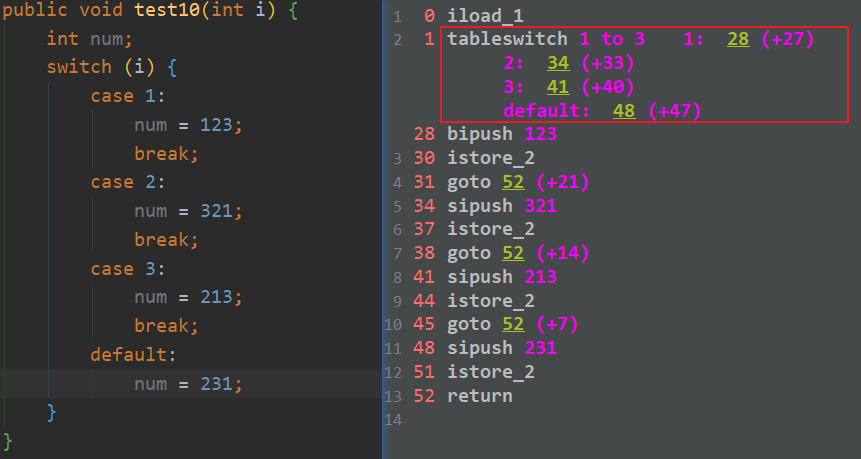 public void test10(int i) {
    int num;
    switch (i) {
        case 1:
            num = 123;
            break;
        case 2:
            num = 321;
            break;
        case 3:
            num = 213;
            break;
        default:
            num = 231;
    }
}
1 0 iload_1
2 1 tableswitch 1 to 3 1: 28 (+27)
2: 34 (+33)
3: 41 (+40)
default: 48 (+47)
28 bipush 123
3 30 istore_2
4 31 goto 52 (+21)
5 34 sipush 321
6 37 istore_2
7 38 goto 52 (+14)
8 41 sipush 213
9 44 istore_2
10 45 goto 52 (+7)
11 48 sipush 231
12 51 istore_2
13 52 return
14